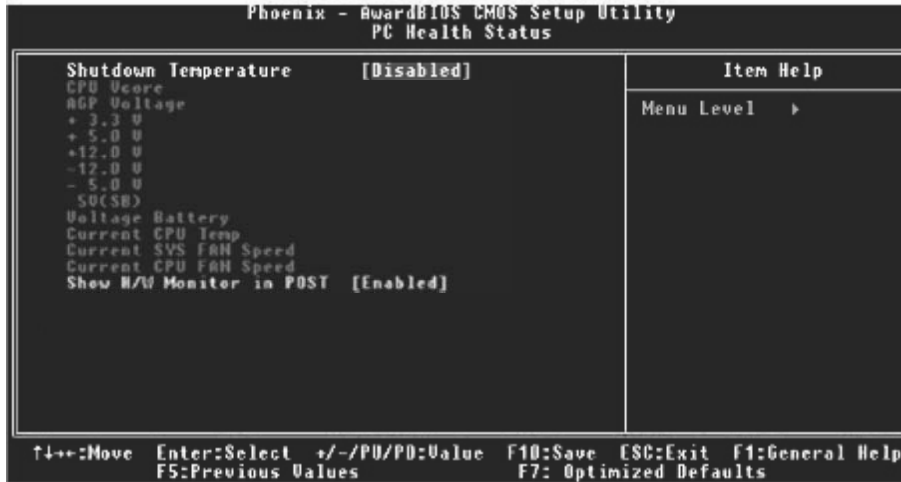 Phoenix - AwardBIOS CMOS Setup Utility
PC Health Status
Shutdown Temperature [Disabled]
CPU Vcore
AGP Voltage
+ 3.3 V
+ 5.0 V
+12.0 V
-12.0 V
- 5.0 V
5V(SB)
Voltage Battery
Current CPU Temp
Current SYS FAN Speed
Current CPU FAN Speed
Show H/W Monitor in POST [Enabled]
Item Help
Menu Level ▸
↑↓→←:Move Enter:Select +/-/PU/PD:Value F10:Save ESC:Exit F1:General Help
F5:Previous Values F7: Optimized Defaults